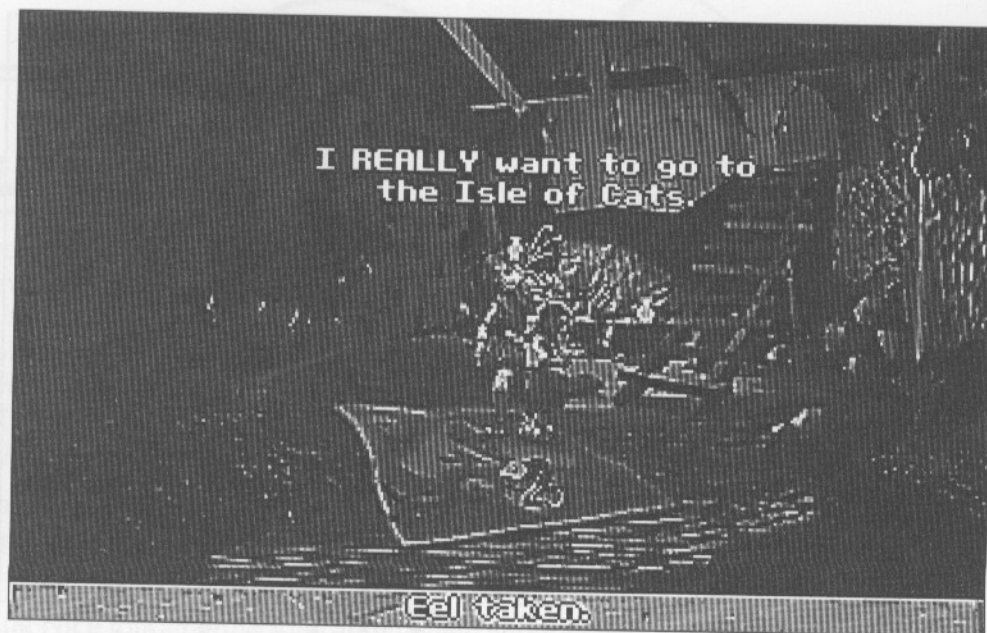 I REALLY want to go to
the Isle of Cats.
Eel taken.